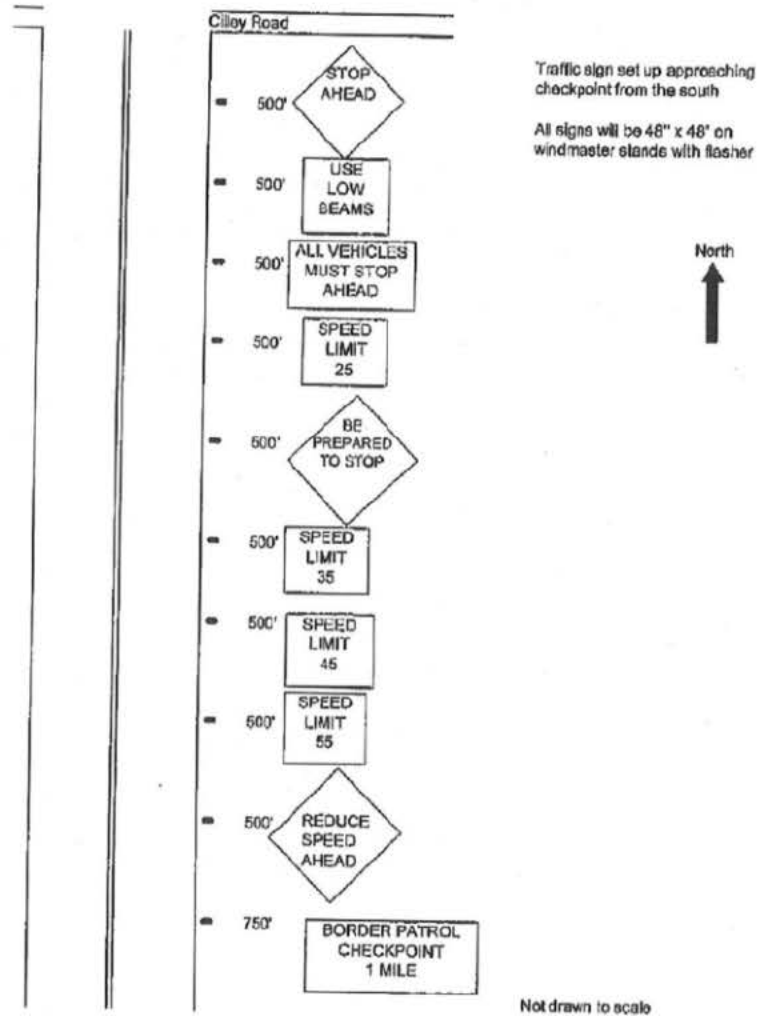 Cilley Road
STOP
AHEAD
500'
USE
LOW
BEAMS
500'
ALL VEHICLES
MUST STOP
AHEAD
500'
SPEED
LIMIT
25
500'
BE
PREPARED
TO STOP
500'
SPEED
LIMIT
35
500'
SPEED
LIMIT
45
500'
SPEED
LIMIT
55
500'
REDUCE
SPEED
AHEAD
500'
BORDER PATROL
CHECKPOINT
1 MILE
750'
Traffic sign set up approaching
checkpoint from the south
All signs will be 48" x 48" on
windmaster stands with flasher
North
Not drawn to scale